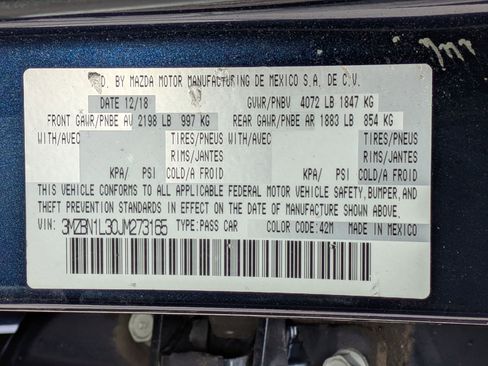 D. BY MAZDA MOTOR MANUFACTURING DE MEXICO S.A. DE C.V.
DATE 12/18 GVWR/PNBV 4072 LB 1847 KG
FRONT GAWR/PNBE AV 2198 LB 997 KG REAR GAWR/PNBE AR 1883 LB 854 KG
WITH/AVEC TIRES/PNEUS WITH/AVEC TIRES/PNEUS
RIMS/JANTES RIMS/JANTES
KPA/ PSI COLD/A FROID KPA/ PSI COLD/A FROID
THIS VEHICLE CONFORMS TO ALL APPLICABLE FEDERAL MOTOR VEHICLE SAFETY, BUMPER, AND
THEFT PREVENTION STANDARDS IN EFFECT ON THE DATE OF MANUFACTURE SHOWN ABOVE.
VIN: 3MZBN1L30JM273165 TYPE:PASS CAR COLOR CODE:42M MADE IN MEXICO